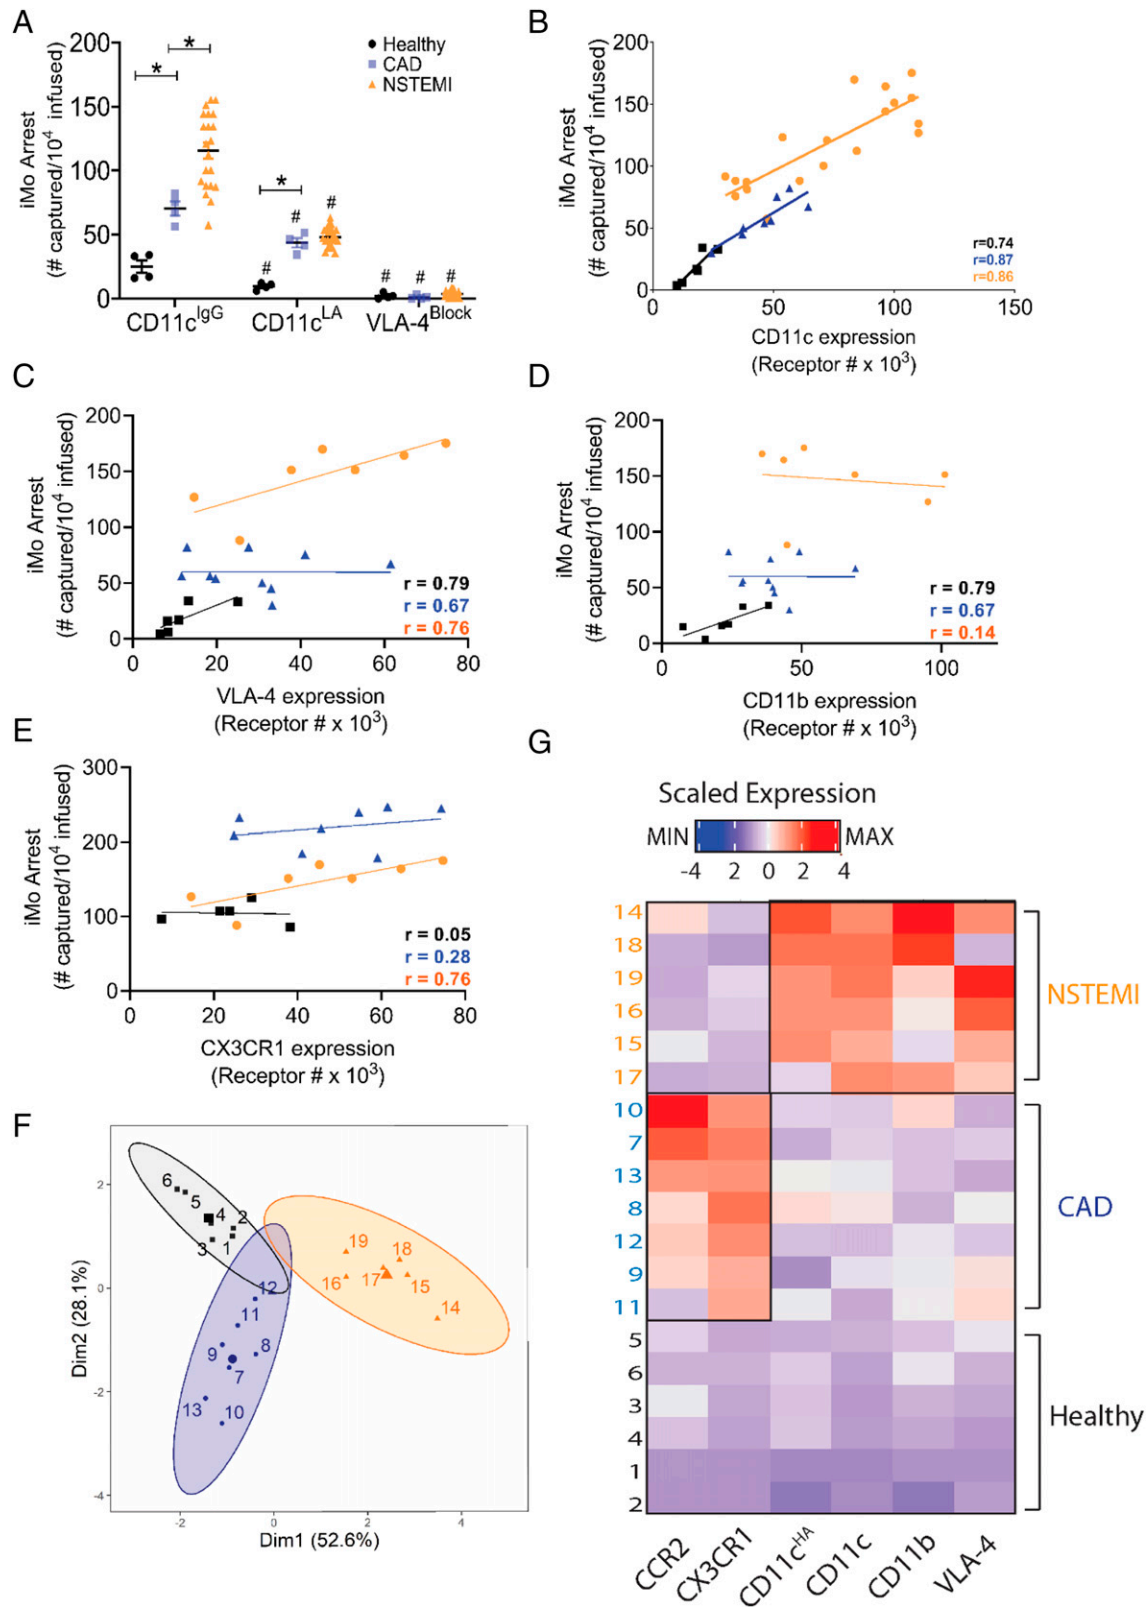 A
iMo Arrest
(# captured/10⁴ infused)
200
150
100
50
0
* *
*
# # #
# # #
Healthy
CAD
NSTEMI
CD11cIgG CD11cLA VLA-4Block
B
iMo Arrest
(# captured/10⁴ infused)
200
150
100
50
0
r=0.74
r=0.87
r=0.86
0 50 100 150
CD11c expression
(Receptor # x 10³)
C
iMo Arrest
(# captured/10⁴ infused)
200
150
100
50
0
r = 0.79
r = 0.67
r = 0.76
0 20 40 60 80
VLA-4 expression
(Receptor # x 10³)
D
iMo Arrest
(# captured/10⁴ infused)
200
150
100
50
0
r = 0.79
r = 0.67
r = 0.14
0 50 100
CD11b expression
(Receptor # x 10³)
E
iMo Arrest
(# captured/10⁴ infused)
300
200
100
0
r = 0.05
r = 0.28
r = 0.76
0 20 40 60 80
CX3CR1 expression
(Receptor # x 10³)
F
Dim2 (28.1%)
2
0
-2
-4
6
5
4
2
3 1
12
11
9 8
7
13 10
19 18
16 17 15
14
-2 0 2 4
Dim1 (52.6%)
G
Scaled Expression
MIN MAX
-4 2 0 2 4
14
18
19
16
15
17
10
7
13
8
12
9
11
5
6
3
4
1
2
NSTEMI
CAD
Healthy
CCR2 CX3CR1 CD11cHA CD11c CD11b VLA-4